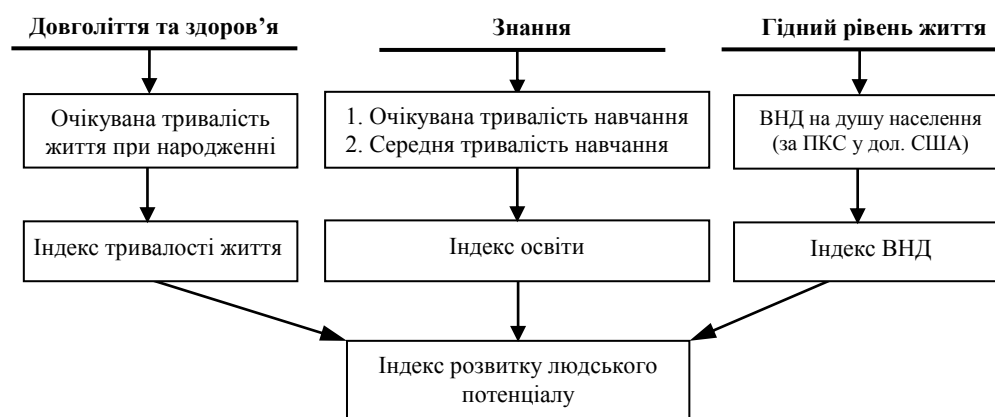 Довголіття та здоров’я
Знання
Гідний рівень життя
Очікувана тривалість
життя при народженні
1. Очікувана тривалість навчання
2. Середня тривалість навчання
ВНД на душу населення
(за ПКС у дол. США)
Індекс тривалості життя
Індекс освіти
Індекс ВНД
Індекс розвитку людського
потенціалу